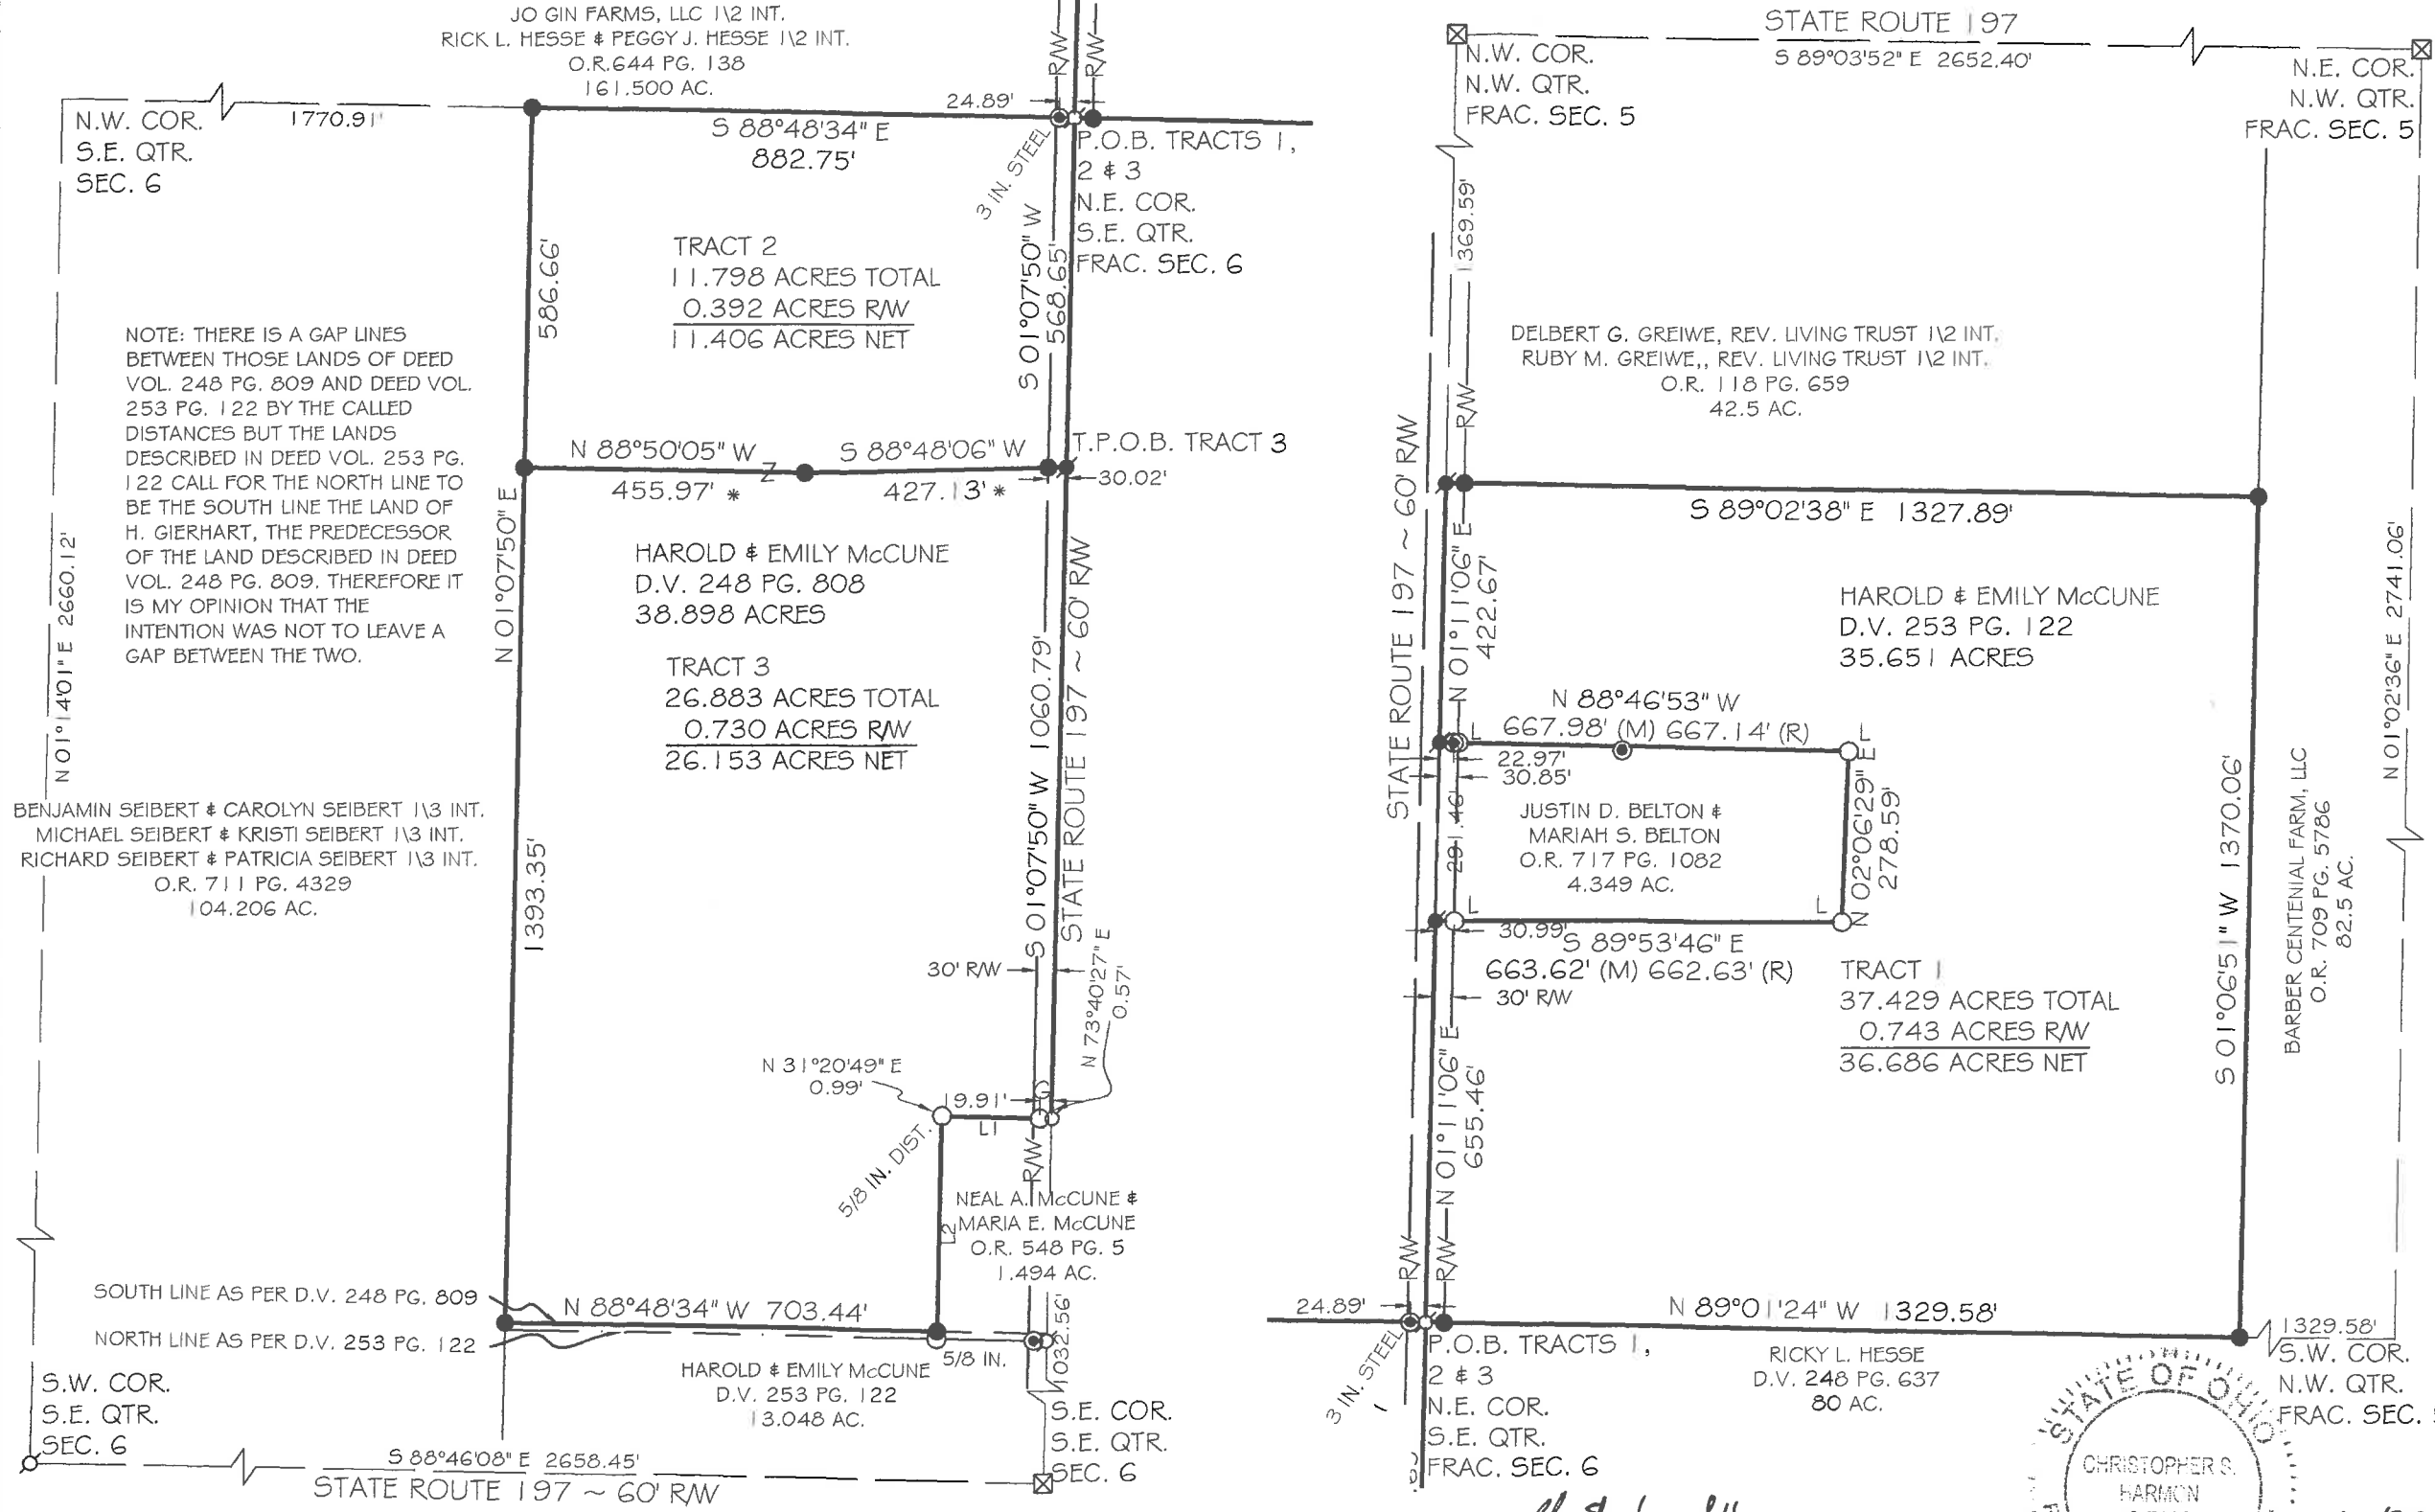 JO GIN FARMS, LLC 1\2 INT.
RICK L. HESSE & PEGGY J. HESSE 1\2 INT.
O.R.644 PG. 138
161.500 AC.
N.W. COR.
S.E. QTR.
SEC. 6
1770.91'
S 88°48'34" E
882.75'
24.89'
R/W
R/W
3 IN. STEEL
P.O.B. TRACTS 1,
2 & 3
N.E. COR.
S.E. QTR.
FRAC. SEC. 6
586.66'
TRACT 2
11.798 ACRES TOTAL
0.392 ACRES R/W
11.406 ACRES NET
S 01°07'50" W
568.65'
NOTE: THERE IS A GAP LINES
BETWEEN THOSE LANDS OF DEED
VOL. 248 PG. 809 AND DEED VOL.
253 PG. 122 BY THE CALLED
DISTANCES BUT THE LANDS
DESCRIBED IN DEED VOL. 253 PG.
122 CALL FOR THE NORTH LINE TO
BE THE SOUTH LINE THE LAND OF
H. GIERHART, THE PREDECESSOR
OF THE LAND DESCRIBED IN DEED
VOL. 248 PG. 809. THEREFORE IT
IS MY OPINION THAT THE
INTENTION WAS NOT TO LEAVE A
GAP BETWEEN THE TWO.
N 88°50'05" W
Z
S 88°48'06" W
T.P.O.B. TRACT 3
455.97' *
427.13' *
30.02'
N 01°14'01" E 2660.12'
N 01°07'50" E
1393.35'
HAROLD & EMILY McCUNE
D.V. 248 PG. 808
38.898 ACRES
TRACT 3
26.883 ACRES TOTAL
0.730 ACRES R/W
26.153 ACRES NET
S 01°07'50" W 1060.79'
STATE ROUTE 197 ~ 60' R/W
BENJAMIN SEIBERT & CAROLYN SEIBERT 1\3 INT.
MICHAEL SEIBERT & KRISTI SEIBERT 1\3 INT.
RICHARD SEIBERT & PATRICIA SEIBERT 1\3 INT.
O.R. 711 PG. 4329
104.206 AC.
30' R/W
N 73°40'27" E
0.57'
N 31°20'49" E
0.99'
19.91'
G
L1
5/8 IN. DIST.
R/W
L2
NEAL A. McCUNE &
MARIA E. McCUNE
O.R. 548 PG. 5
1.494 AC.
SOUTH LINE AS PER D.V. 248 PG. 809
N 88°48'34" W 703.44'
NORTH LINE AS PER D.V. 253 PG. 122
5/8 IN.
1032.56'
HAROLD & EMILY McCUNE
D.V. 253 PG. 122
13.048 AC.
S.W. COR.
S.E. QTR.
SEC. 6
S.E. COR.
S.E. QTR.
SEC. 6
S 88°46'08" E 2658.45'
STATE ROUTE 197 ~ 60' R/W
STATE ROUTE 197
S 89°03'52" E 2652.40'
N.W. COR.
N.W. QTR.
FRAC. SEC. 5
N.E. COR.
N.W. QTR.
FRAC. SEC. 5
1369.59'
R/W
DELBERT G. GREIWE, REV. LIVING TRUST 1\2 INT.
RUBY M. GREIWE,, REV. LIVING TRUST 1\2 INT.
O.R. 118 PG. 659
42.5 AC.
STATE ROUTE 197 ~ 60' R/W
S 89°02'38" E 1327.89'
N 01°11'06" E
422.67'
HAROLD & EMILY McCUNE
D.V. 253 PG. 122
35.651 ACRES
N 01°02'36" E 2741.06'
N 88°46'53" W
667.98' (M) 667.14' (R)
L
L
22.97'
30.85'
291.46'
JUSTIN D. BELTON &
MARIAH S. BELTON
O.R. 717 PG. 1082
4.349 AC.
N 02°06'29" E
278.59'
L
L
30.99'
S 89°53'46" E
663.62' (M) 662.63' (R)
30' R/W
TRACT 1
37.429 ACRES TOTAL
0.743 ACRES R/W
36.686 ACRES NET
S 01°06'51" W 1370.06'
BARBER CENTENIAL FARM, LLC
O.R. 709 PG. 5786
82.5 AC.
N 01°11'06" E
655.46'
R/W
R/W
24.89'
N 89°01'24" W 1329.58'
1329.58'
3 IN. STEEL
P.O.B. TRACTS 1,
2 & 3
N.E. COR.
S.E. QTR.
FRAC. SEC. 6
RICKY L. HESSE
D.V. 248 PG. 637
80 AC.
S.W. COR.
N.W. QTR.
FRAC. SEC.
STATE OF OHIO
CHRISTOPHER S.
HARMON